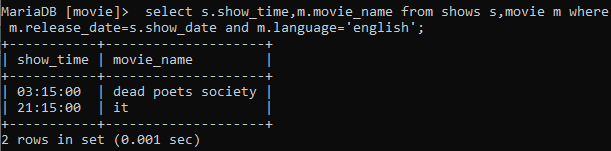 MariaDB [movie]>  select s.show_time,m.movie_name from shows s,movie m where
 m.release_date=s.show_date and m.language='english';
+-----------+--------------------+
| show_time | movie_name         |
+-----------+--------------------+
| 03:15:00  | dead poets society |
| 21:15:00  | it                 |
+-----------+--------------------+
2 rows in set (0.001 sec)